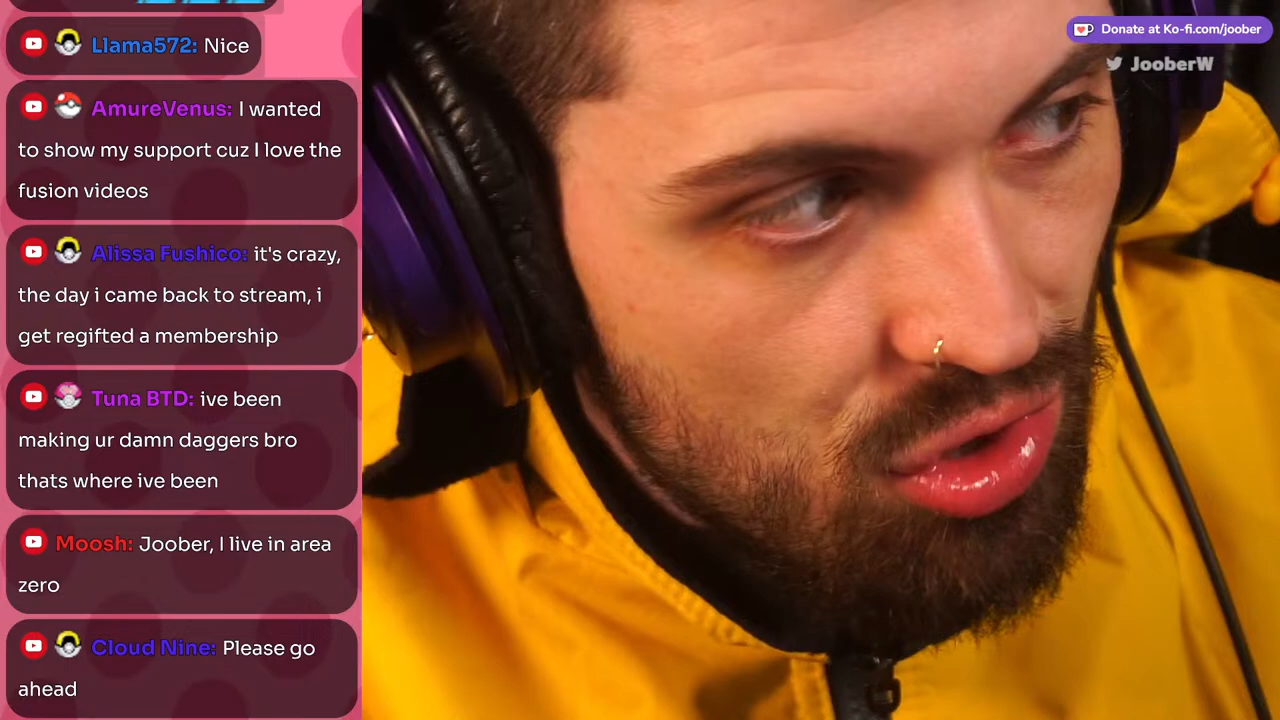 Llama572: Nice
AmureVenus: I wanted
to show my support cuz I love the
fusion videos
Alissa Fushico: it's crazy,
the day i came back to stream, i
get regifted a membership
Tuna BTD: ive been
making ur damn daggers bro
thats where ive been
Moosh: Joober, I live in area
zero
Cloud Nine: Please go
ahead
Donate at Ko-fi.com/joober
JooberW